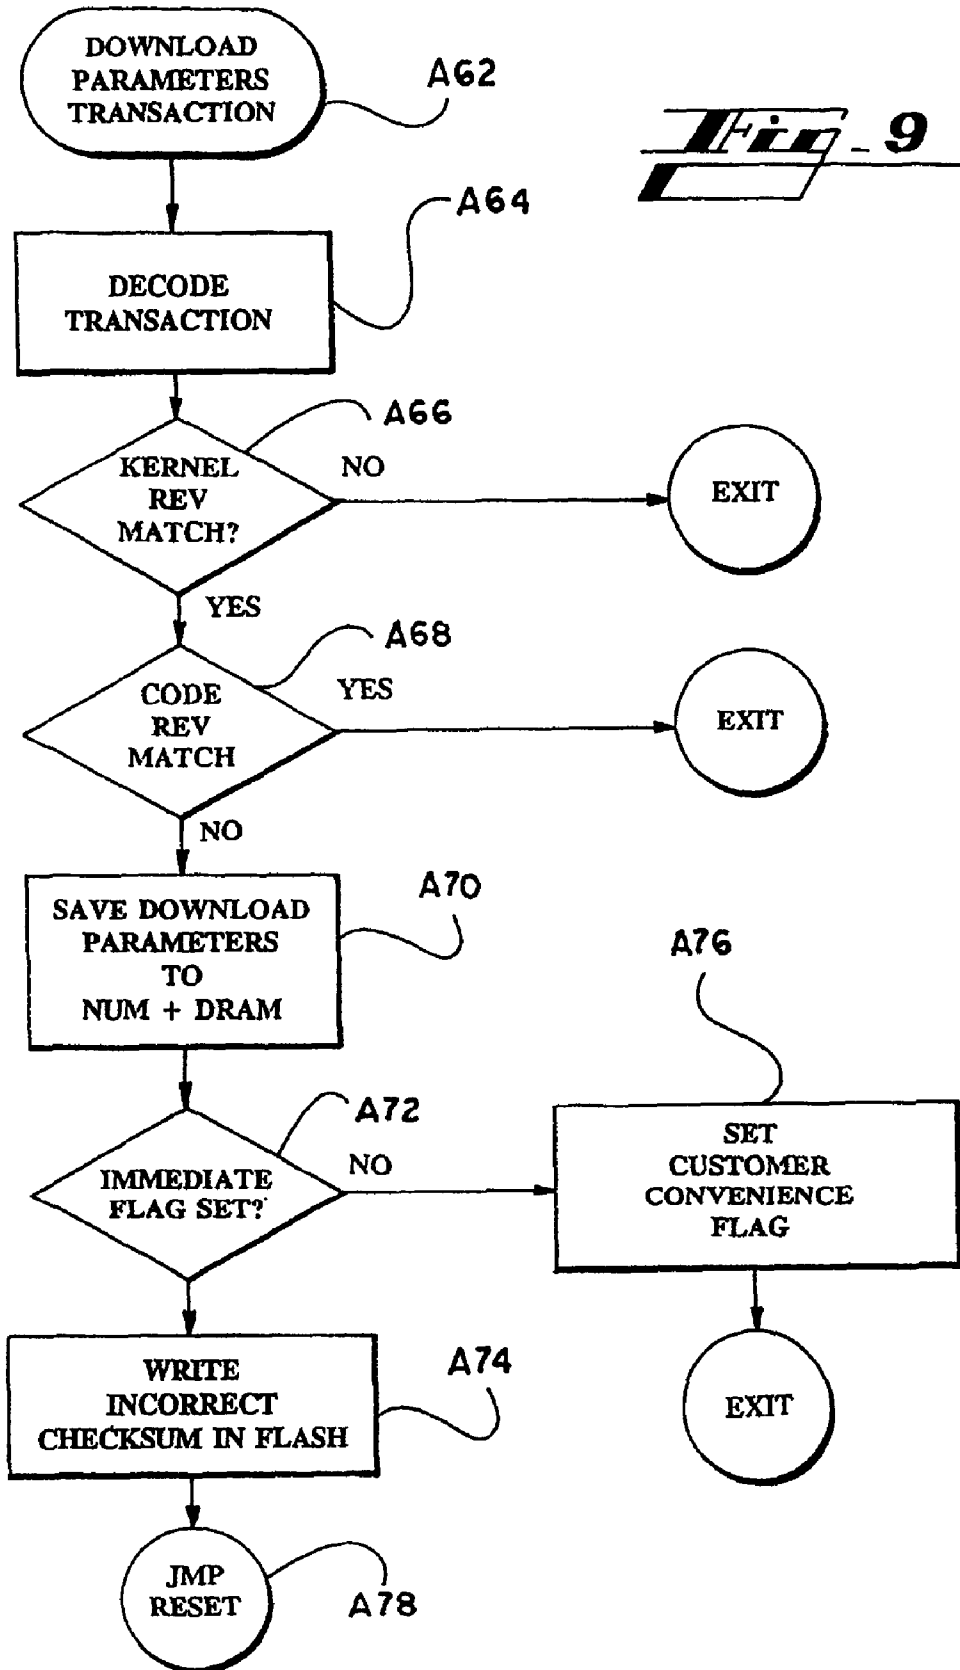 DOWNLOAD
PARAMETERS
TRANSACTION
A62
Fig_9
A64
DECODE
TRANSACTION
A66
KERNEL
REV
MATCH?
NO
EXIT
YES
A68
CODE
REV
MATCH
YES
EXIT
NO
A70
SAVE DOWNLOAD
PARAMETERS
TO
NUM + DRAM
A76
A72
IMMEDIATE
FLAG SET?
NO
SET
CUSTOMER
CONVENIENCE
FLAG
WRITE
INCORRECT
CHECKSUM IN FLASH
A74
EXIT
JMP
RESET
A78